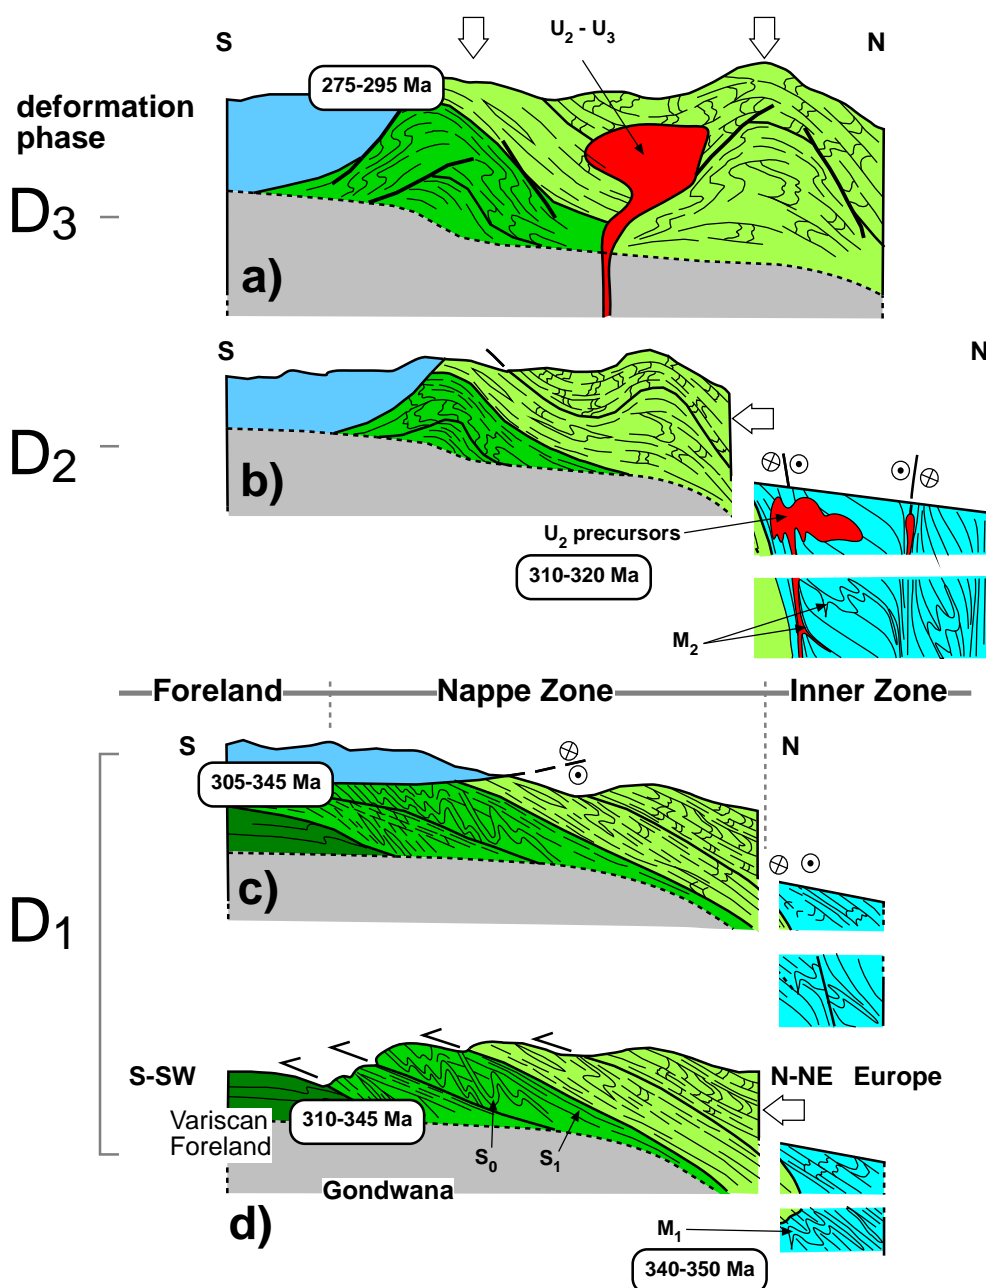 S
U2 - U3
N
275-295 Ma
deformation
phase
D3
a)
S
N
D2
b)
U2 precursors
310-320 Ma
M2
Foreland
Nappe Zone
Inner Zone
S
N
305-345 Ma
c)
D1
S-SW
N-NE
Europe
310-345 Ma
Variscan
Foreland
S0
S1
Gondwana
d)
M1
340-350 Ma